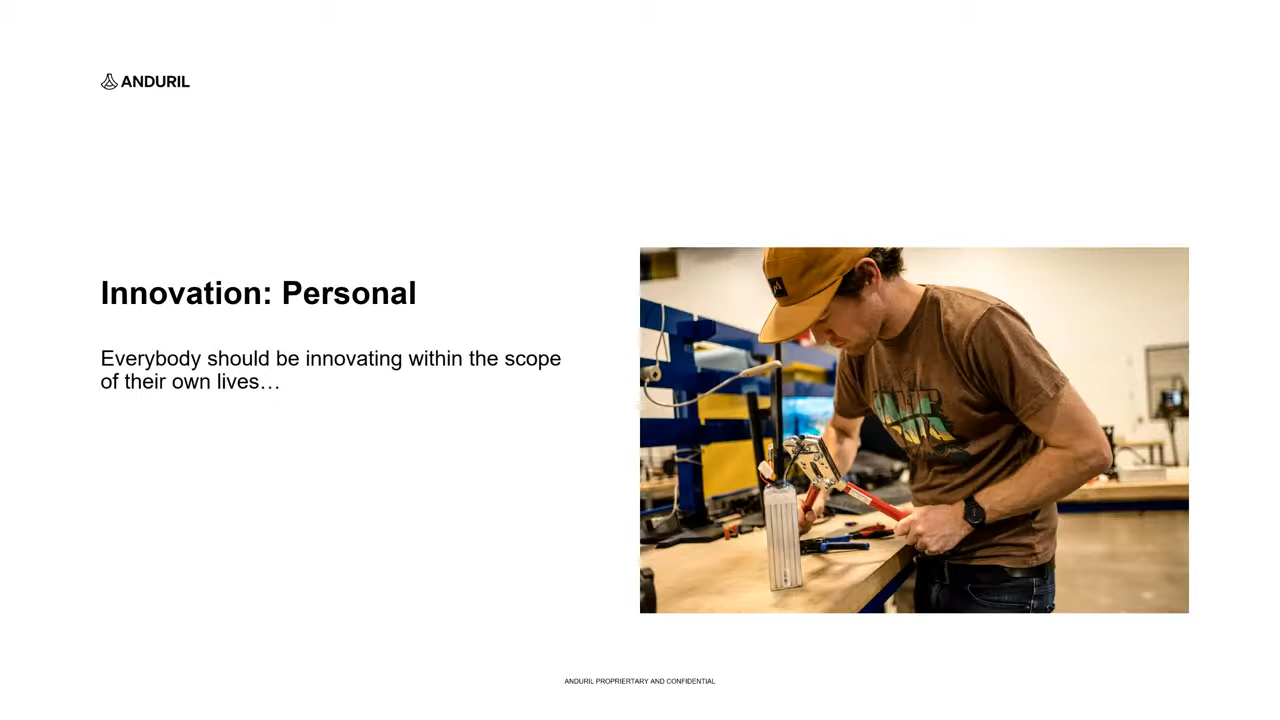 ANDURIL
Innovation: Personal
Everybody should be innovating within the scope
of their own lives…
ANDURIL PROPRIERTARY AND CONFIDENTIAL